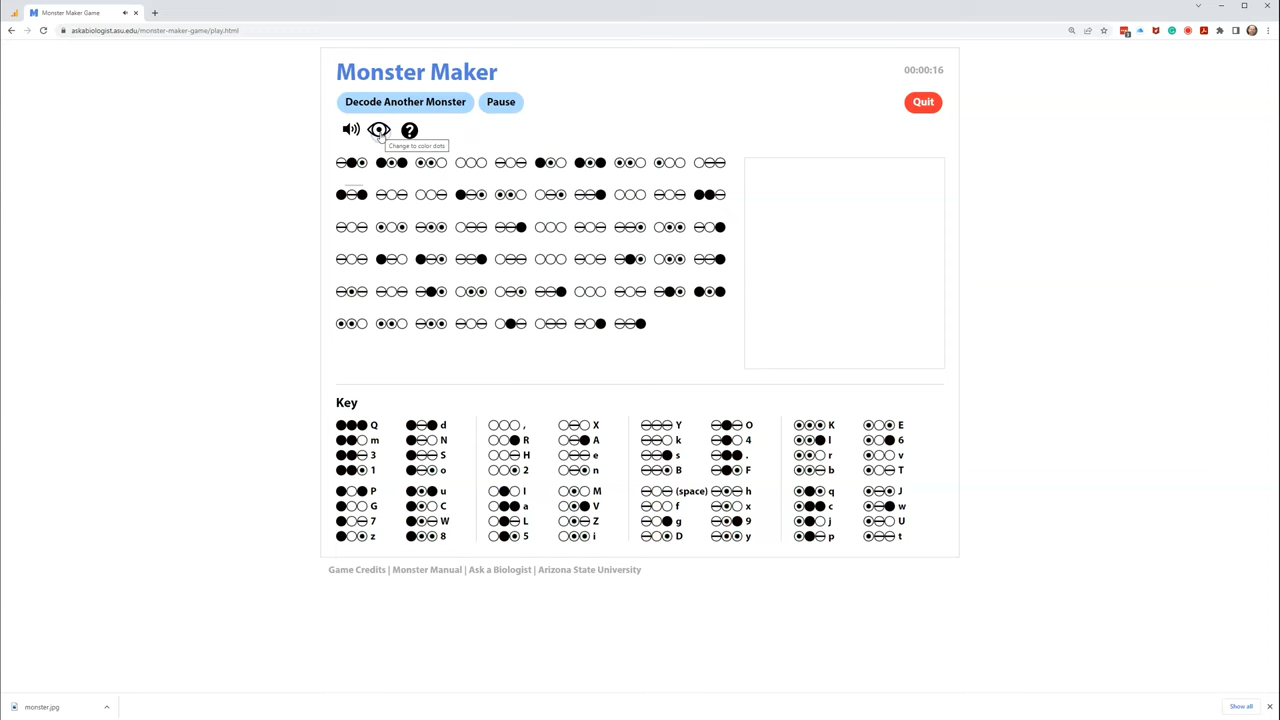 Monster Maker Game
askabiologist.asu.edu/monster-maker-game/play.html
Monster Maker
00:00:16
Decode Another Monster
Pause
Quit
?
Change to color dots
Key
Q d , X Y O K E
m N R A k 4 l 6
3 S H e s . r v
1 o 2 n B F b T
P u I M (space) h q J
G C a V f x c w
7 W L Z g 9 j U
z 8 5 i D y p t
Game Credits | Monster Manual | Ask a Biologist | Arizona State University
monster.jpg
Show all